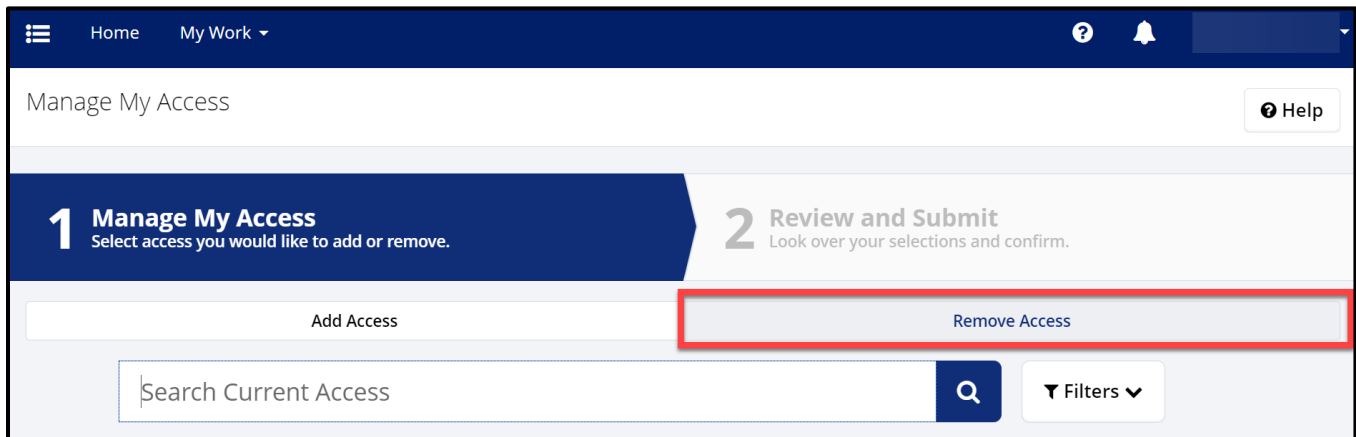 Home My Work
Manage My Access
Help
1 Manage My Access
Select access you would like to add or remove.
2 Review and Submit
Look over your selections and confirm.
Add Access
Remove Access
Search Current Access
Filters